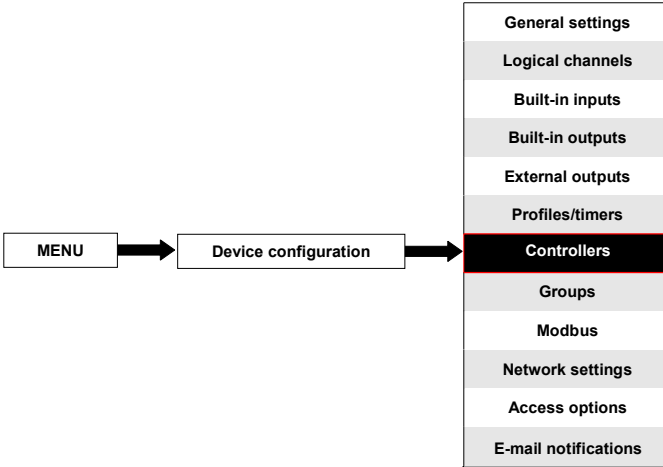 General settings
Logical channels
Built-in inputs
Built-in outputs
External outputs
Profiles/timers
MENU
Device configuration
Controllers
Groups
Modbus
Network settings
Access options
E-mail notifications